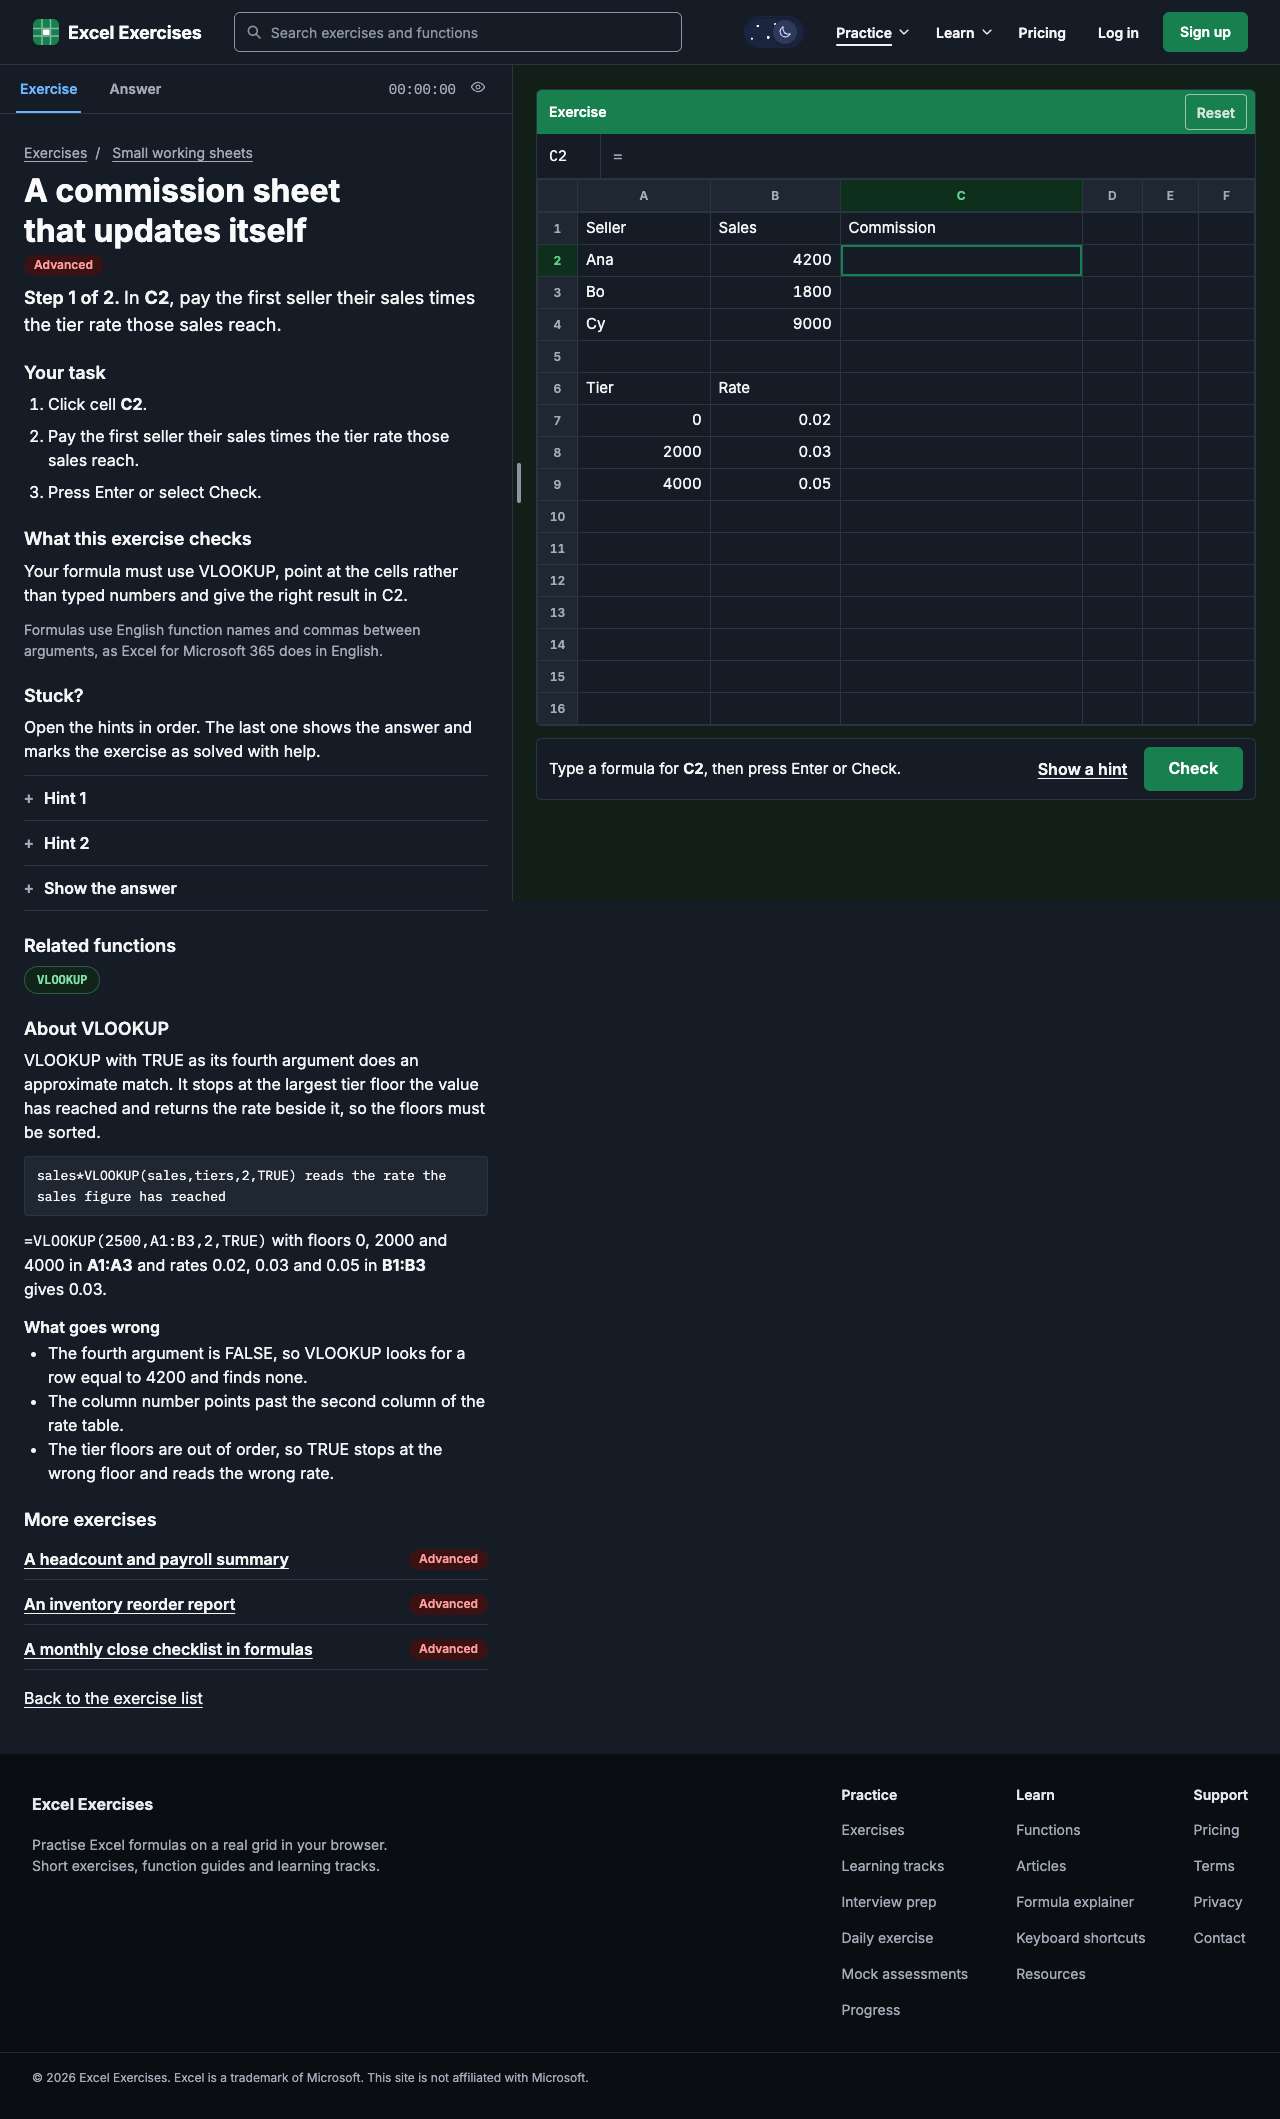 Excel Exercises
Search exercises and functions
Practice
Learn
Pricing
Log in
Sign up
Exercise
Answer
00:00:00
Exercises / Small working sheets
A commission sheet
that updates itself
Advanced
Step 1 of 2. In C2, pay the first seller their sales times
the tier rate those sales reach.
Your task
1. Click cell C2.
2. Pay the first seller their sales times the tier rate those
sales reach.
3. Press Enter or select Check.
What this exercise checks
Your formula must use VLOOKUP, point at the cells rather
than typed numbers and give the right result in C2.
Formulas use English function names and commas between
arguments, as Excel for Microsoft 365 does in English.
Stuck?
Open the hints in order. The last one shows the answer and
marks the exercise as solved with help.
+ Hint 1
+ Hint 2
+ Show the answer
Related functions
VLOOKUP
About VLOOKUP
VLOOKUP with TRUE as its fourth argument does an
approximate match. It stops at the largest tier floor the value
has reached and returns the rate beside it, so the floors must
be sorted.
sales*VLOOKUP(sales,tiers,2,TRUE) reads the rate the
sales figure has reached
=VLOOKUP(2500,A1:B3,2,TRUE) with floors 0, 2000 and
4000 in A1:A3 and rates 0.02, 0.03 and 0.05 in B1:B3
gives 0.03.
What goes wrong
• The fourth argument is FALSE, so VLOOKUP looks for a
row equal to 4200 and finds none.
• The column number points past the second column of the
rate table.
• The tier floors are out of order, so TRUE stops at the
wrong floor and reads the wrong rate.
More exercises
A headcount and payroll summary Advanced
An inventory reorder report Advanced
A monthly close checklist in formulas Advanced
Back to the exercise list
Exercise
Reset
C2 =
A B C D E F
1 Seller Sales Commission
2 Ana 4200
3 Bo 1800
4 Cy 9000
5
6 Tier Rate
7 0 0.02
8 2000 0.03
9 4000 0.05
10
11
12
13
14
15
16
Type a formula for C2, then press Enter or Check.
Show a hint
Check
Excel Exercises
Practise Excel formulas on a real grid in your browser.
Short exercises, function guides and learning tracks.
Practice
Exercises
Learning tracks
Interview prep
Daily exercise
Mock assessments
Progress
Learn
Functions
Articles
Formula explainer
Keyboard shortcuts
Resources
Support
Pricing
Terms
Privacy
Contact
© 2026 Excel Exercises. Excel is a trademark of Microsoft. This site is not affiliated with Microsoft.